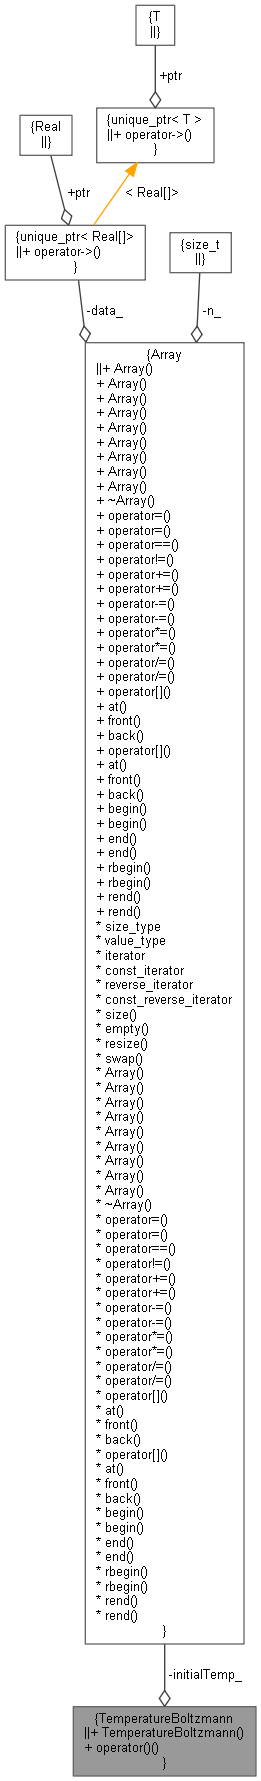 {T
||}
+ptr
{unique_ptr< T >
||+ operator->()
}
{Real
||}
+ptr
< Real[]>
{unique_ptr< Real[]>
||+ operator->()
}
{size_t
||}
-data_
-n_
{Array
||+ Array()
+ Array()
+ Array()
+ Array()
+ Array()
+ Array()
+ Array()
+ Array()
+ Array()
+ ~Array()
+ operator=()
+ operator=()
+ operator==()
+ operator!=()
+ operator+=()
+ operator+=()
+ operator-=()
+ operator-=()
+ operator*=()
+ operator*=()
+ operator/=()
+ operator/=()
+ operator[]()
+ at()
+ front()
+ back()
+ operator[]()
+ at()
+ front()
+ back()
+ begin()
+ begin()
+ end()
+ end()
+ rbegin()
+ rbegin()
+ rend()
+ rend()
* size_type
* value_type
* iterator
* const_iterator
* reverse_iterator
* const_reverse_iterator
* size()
* empty()
* resize()
* swap()
* Array()
* Array()
* Array()
* Array()
* Array()
* Array()
* Array()
* Array()
* Array()
* ~Array()
* operator=()
* operator=()
* operator==()
* operator!=()
* operator+=()
* operator+=()
* operator-=()
* operator-=()
* operator*=()
* operator*=()
* operator/=()
* operator/=()
* operator[]()
* at()
* front()
* back()
* operator[]()
* at()
* front()
* back()
* begin()
* begin()
* end()
* end()
* rbegin()
* rbegin()
* rend()
* rend()
}
-initialTemp_
{TemperatureBoltzmann
||+ TemperatureBoltzmann()
+ operator()()
}